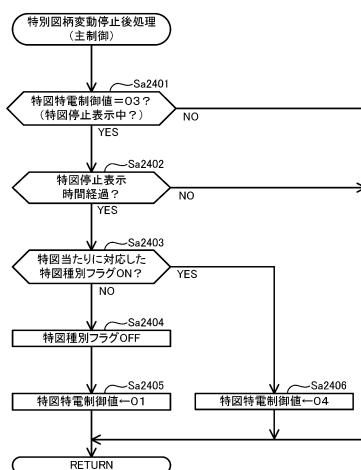 特別図柄変動停止後処理
(主制御)
Sa2401
特図特電制御値=03?
(特図停止表示中?)
NO
YES
Sa2402
特図停止表示
時間経過?
NO
YES
Sa2403
特図当たりに対応した
特図種別フラグON?
YES
NO
Sa2404
特図種別フラグOFF
Sa2405
特図特電制御値←01
Sa2406
特図特電制御値←04
RETURN